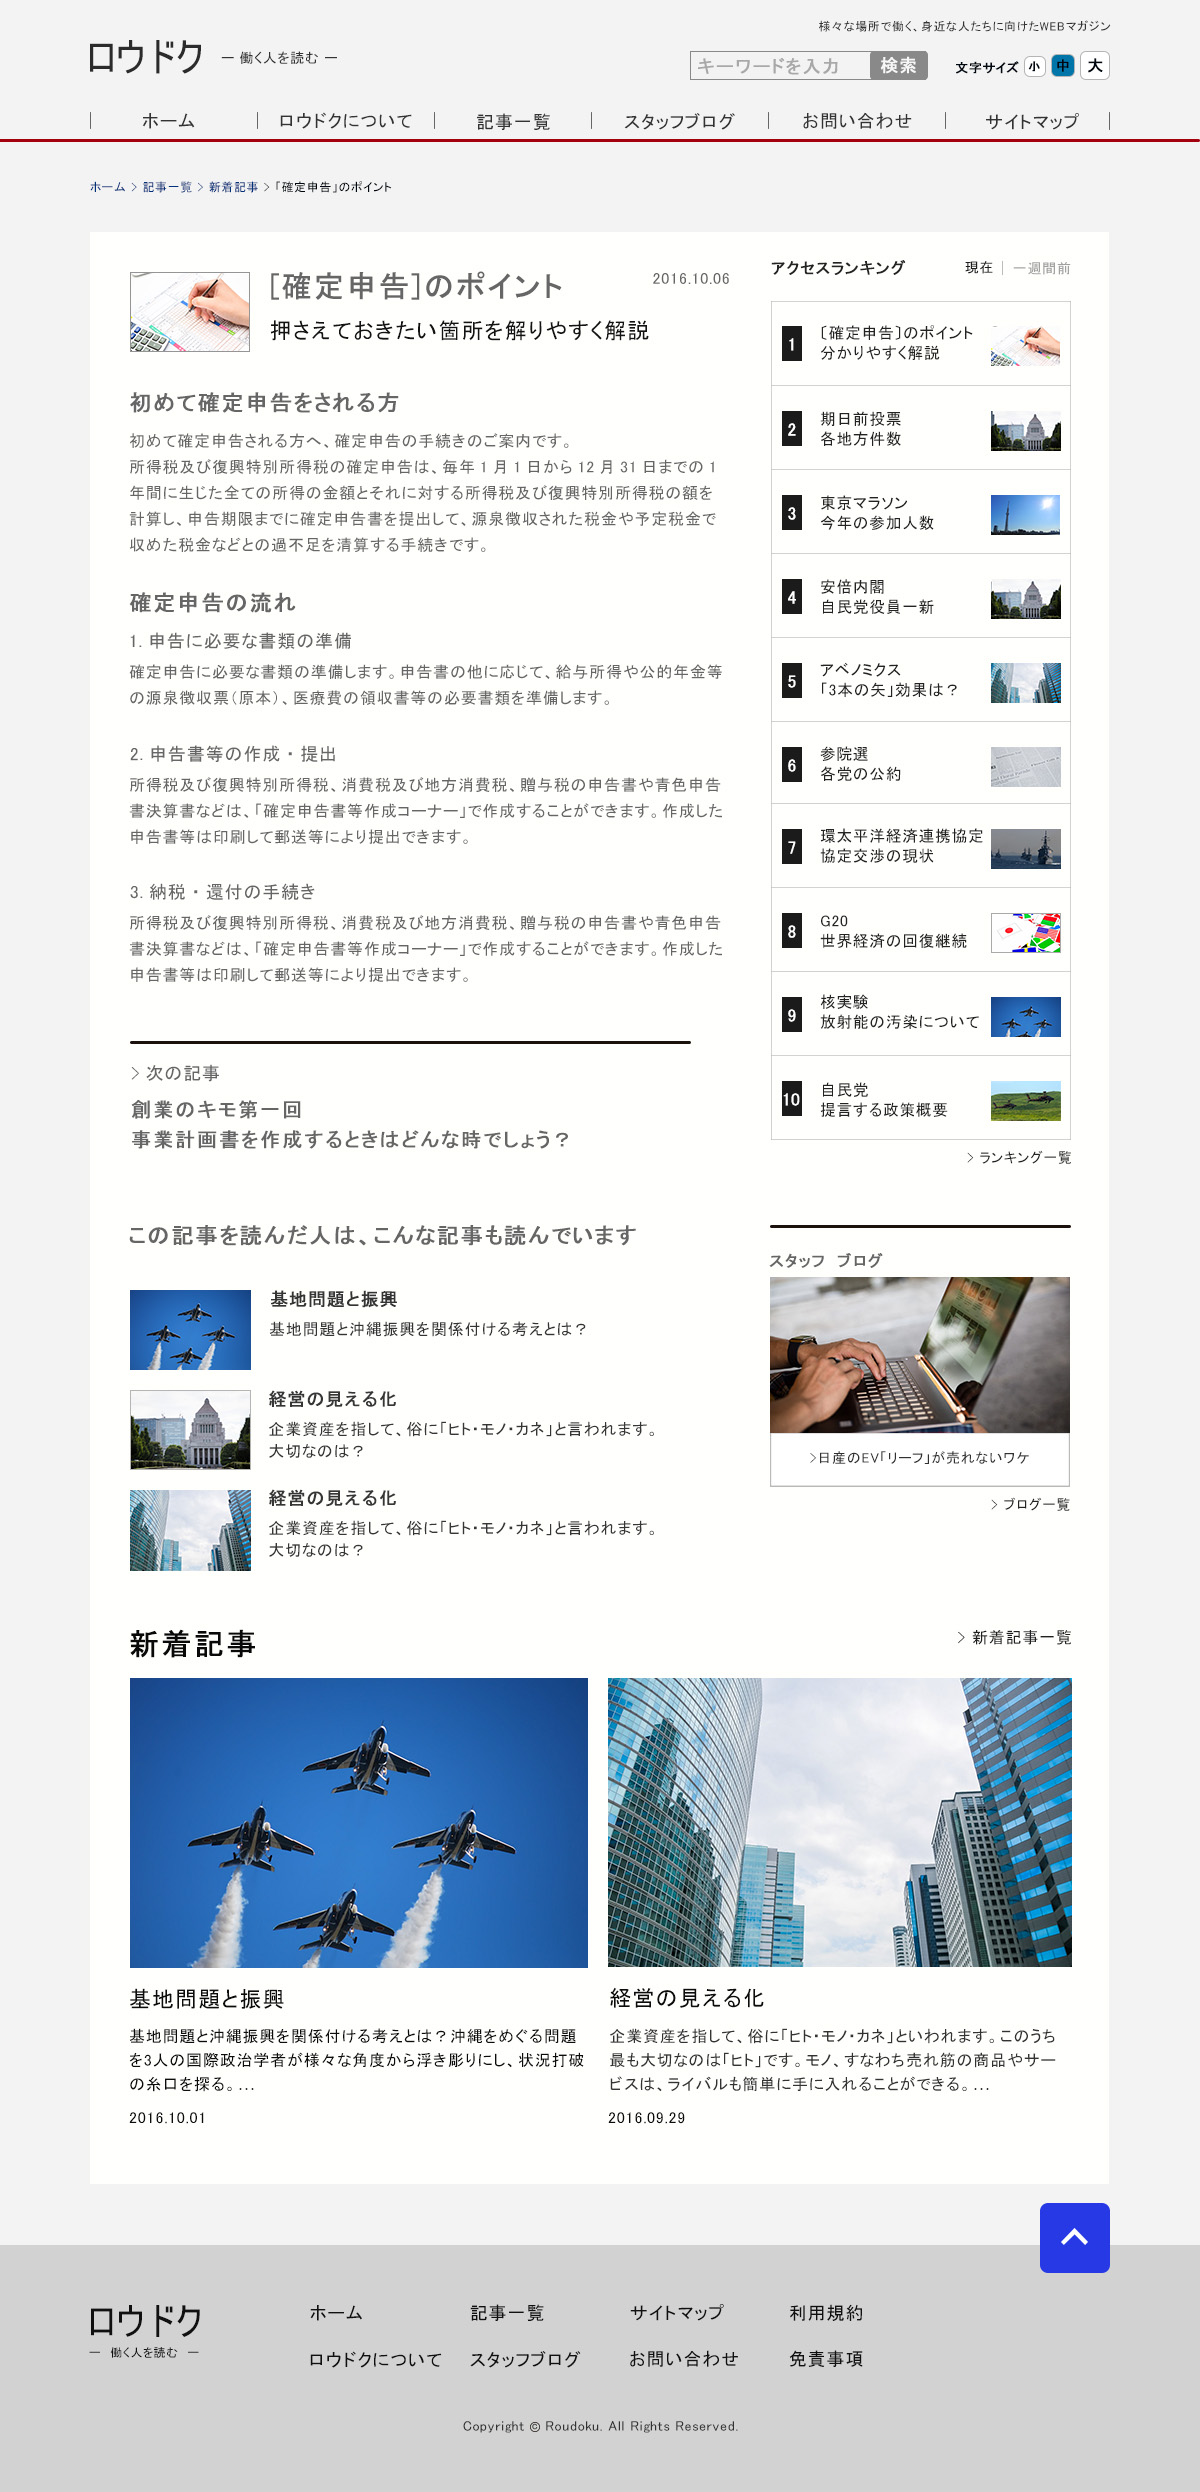 様々な場所で働く、身近な人たちに向けたWEBマガジン
ロウドク
ー 働く人を読む ー
キーワードを入力
検索
文字サイズ 小 中 大
ホーム
ロウドクについて
記事一覧
スタッフブログ
お問い合わせ
サイトマップ
ホーム > 記事一覧 > 新着記事 > 「確定申告」のポイント
[確定申告]のポイント
2016.10.06
押さえておきたい箇所を解りやすく解説
初めて確定申告をされる方
初めて確定申告される方へ、確定申告の手続きのご案内です。
所得税及び復興特別所得税の確定申告は、毎年 1 月 1 日から 12 月 31 日までの 1
年間に生じた全ての所得の金額とそれに対する所得税及び復興特別所得税の額を
計算し、申告期限までに確定申告書を提出して、源泉徴収された税金や予定税金で
収めた税金などとの過不足を清算する手続きです。
確定申告の流れ
1. 申告に必要な書類の準備
確定申告に必要な書類の準備します。申告書の他に応じて、給与所得や公的年金等
の源泉徴収票（原本）、医療費の領収書等の必要書類を準備します。
2. 申告書等の作成・提出
所得税及び復興特別所得税、消費税及び地方消費税、贈与税の申告書や青色申告
書決算書などは、「確定申告書等作成コーナー」で作成することができます。作成した
申告書等は印刷して郵送等により提出できます。
3. 納税・還付の手続き
所得税及び復興特別所得税、消費税及び地方消費税、贈与税の申告書や青色申告
書決算書などは、「確定申告書等作成コーナー」で作成することができます。作成した
申告書等は印刷して郵送等により提出できます。
> 次の記事
創業のキモ第一回
事業計画書を作成するときはどんな時でしょう？
アクセスランキング
現在 | 一週間前
1
〔確定申告〕のポイント
分かりやすく解説
2
期日前投票
各地方件数
3
東京マラソン
今年の参加人数
4
安倍内閣
自民党役員一新
5
アベノミクス
「3本の矢」効果は？
6
参院選
各党の公約
7
環太平洋経済連携協定
協定交渉の現状
8
G20
世界経済の回復継続
9
核実験
放射能の汚染について
10
自民党
提言する政策概要
> ランキング一覧
この記事を読んだ人は、こんな記事も読んでいます
基地問題と振興
基地問題と沖縄振興を関係付ける考えとは？
経営の見える化
企業資産を指して、俗に「ヒト・モノ・カネ」と言われます。
大切なのは？
経営の見える化
企業資産を指して、俗に「ヒト・モノ・カネ」と言われます。
大切なのは？
スタッフ ブログ
>日産のEV「リーフ」が売れないワケ
> ブログ一覧
新着記事
> 新着記事一覧
基地問題と振興
基地問題と沖縄振興を関係付ける考えとは？沖縄をめぐる問題
を3人の国際政治学者が様々な角度から浮き彫りにし、状況打破
の糸口を探る。...
2016.10.01
経営の見える化
企業資産を指して、俗に「ヒト・モノ・カネ」といわれます。このうち
最も大切なのは「ヒト」です。モノ、すなわち売れ筋の商品やサー
ビスは、ライバルも簡単に手に入れることができる。...
2016.09.29
ロウドク
ー 働く人を読む ー
ホーム
記事一覧
サイトマップ
利用規約
ロウドクについて
スタッフブログ
お問い合わせ
免責事項
Copyright © Roudoku. All Rights Reserved.